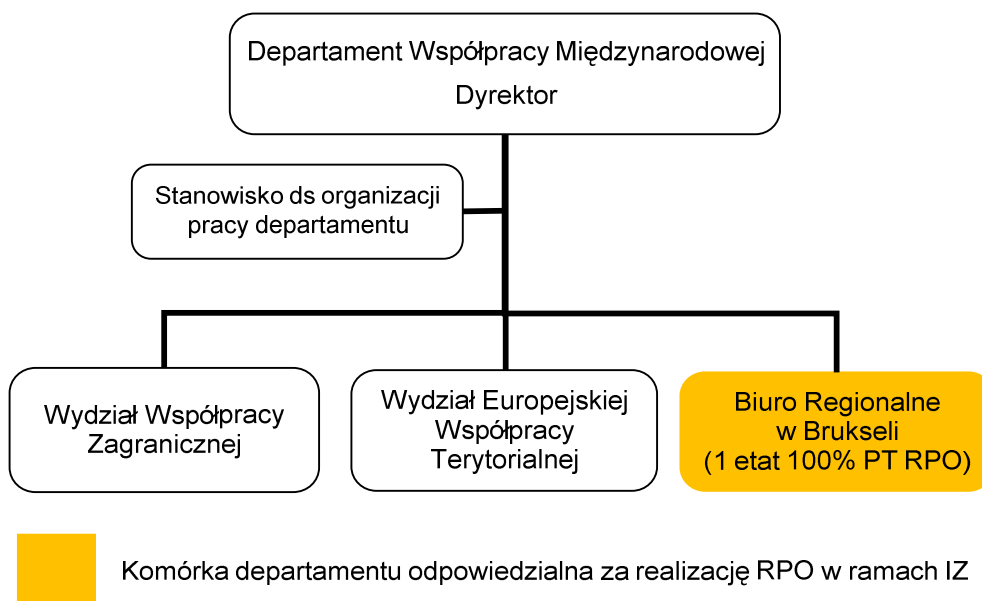 Departament Współpracy Międzynarodowej
Dyrektor
Stanowisko ds organizacji
pracy departamentu
Wydział Współpracy
Zagranicznej
Wydział Europejskiej
Współpracy
Terytorialnej
Biuro Regionalne
w Brukseli
(1 etat 100% PT RPO)
Komórka departamentu odpowiedzialna za realizację RPO w ramach IZ